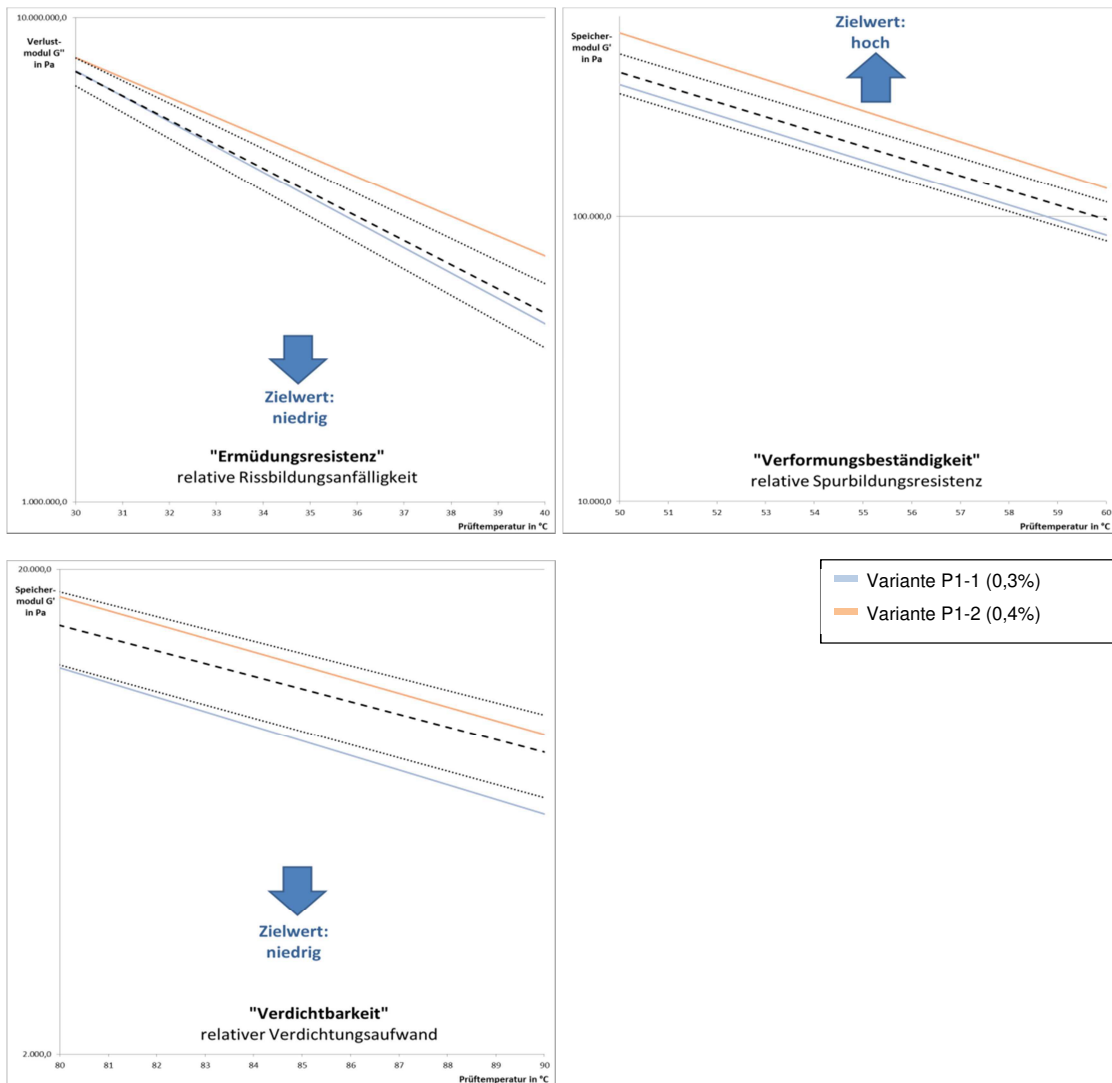 10.000.000,0
Verlust-
modul G''
in Pa
Zielwert:
niedrig
"Ermüdungsresistenz"
relative Rissbildungsanfälligkeit
1.000.000,0
30 31 32 33 34 35 36 37 38 39 40
Prüftemperatur in °C
Speicher-
modul G'
in Pa
Zielwert:
hoch
100.000,0
"Verformungsbeständigkeit"
relative Spurbildungsresistenz
10.000,0
50 51 52 53 54 55 56 57 58 59 60
Prüftemperatur in °C
20.000,0
Speicher-
modul G'
in Pa
Zielwert:
niedrig
"Verdichtbarkeit"
relativer Verdichtungsaufwand
2.000,0
80 81 82 83 84 85 86 87 88 89 90
Prüftemperatur in °C
Variante P1-1 (0,3%)
Variante P1-2 (0,4%)